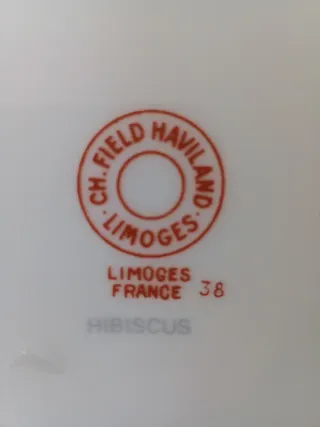 CH. FIELD HAVILAND
· LIMOGES ·
LIMOGES
FRANCE 38
HIBISCUS